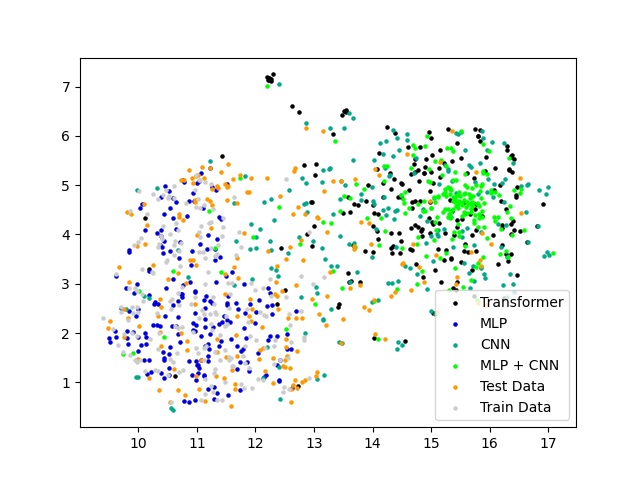 7
6
5
4
3
2
1
Transformer
MLP
CNN
MLP + CNN
Test Data
Train Data
10 11 12 13 14 15 16 17